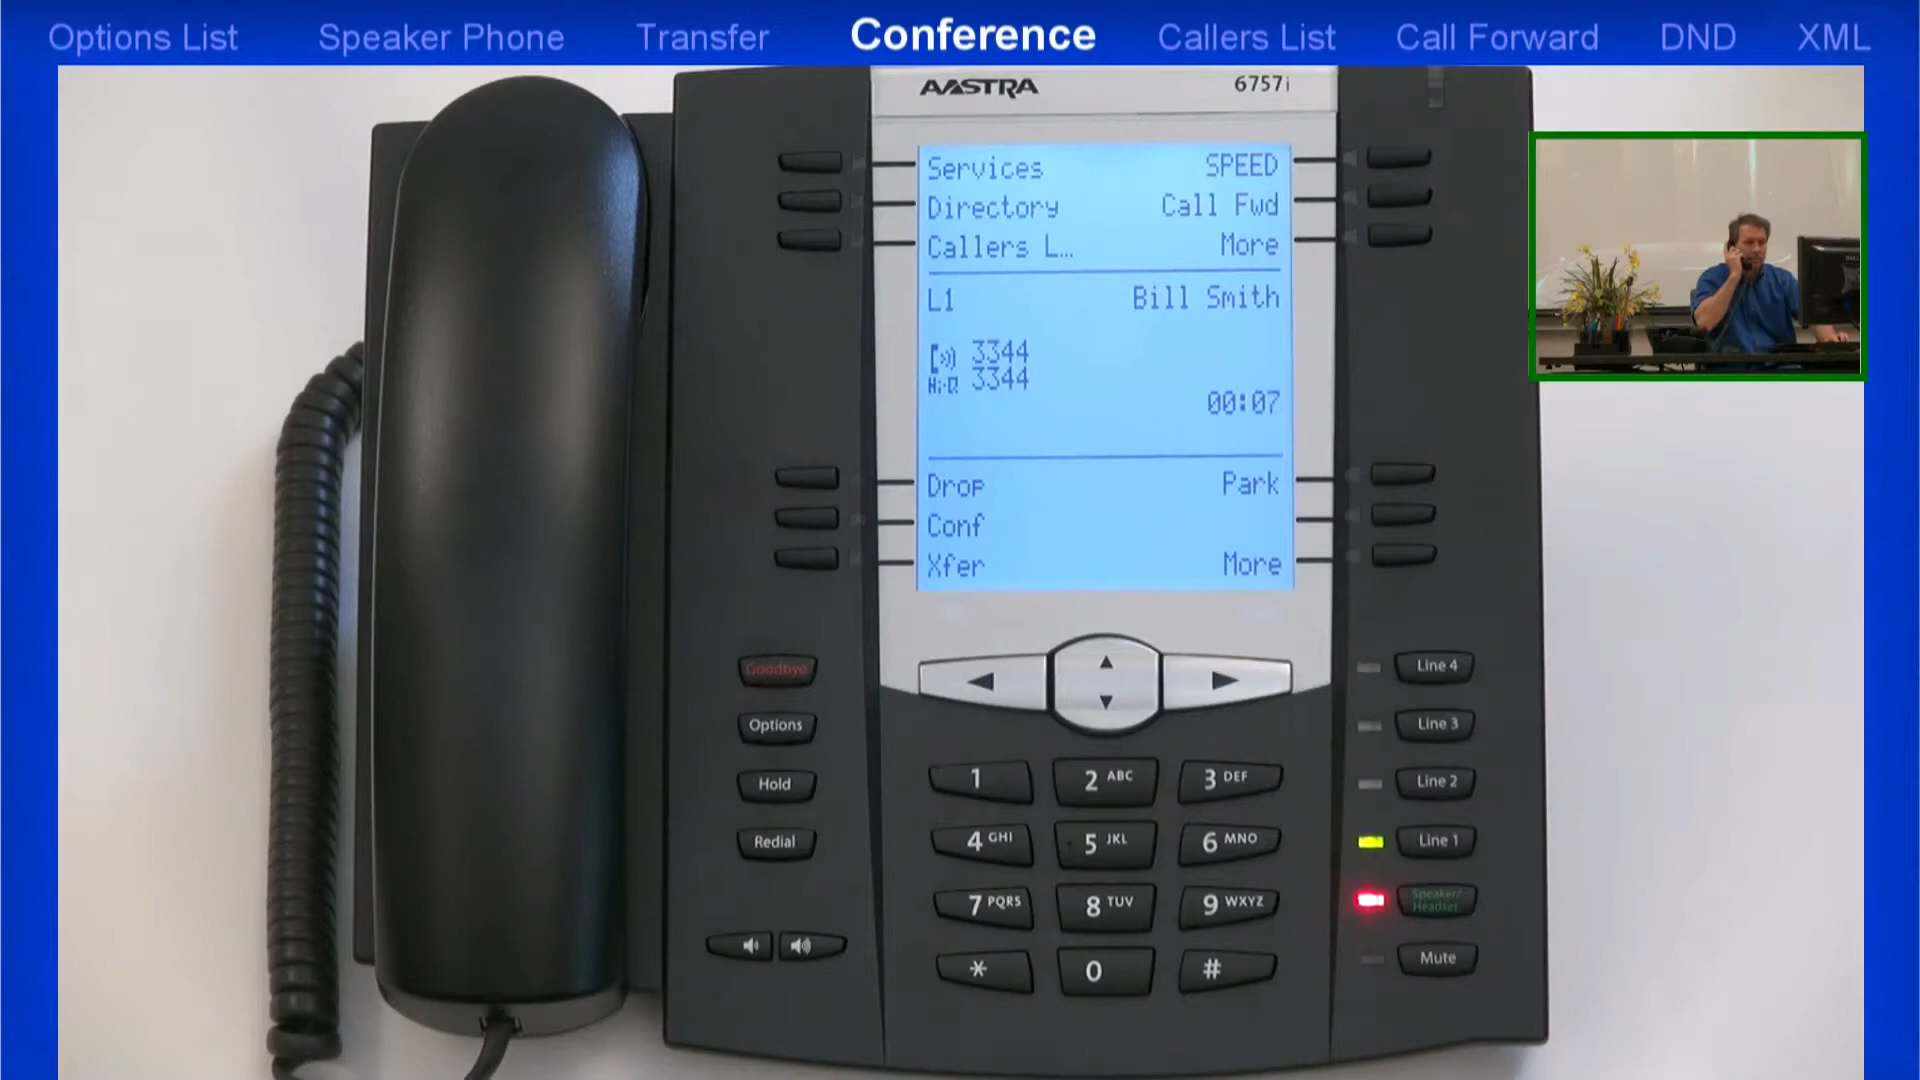 Options List Speaker Phone Transfer Conference Callers List Call Forward DND XML
AASTRA 6757i
Services SPEED
Directory Call Fwd
Callers L… More
L1 Bill Smith
3344
Hi-Q 3344
00:07
Drop Park
Conf
Xfer More
Goodbye
Options
Hold
Redial
Line 4
Line 3
Line 2
Line 1
Speaker/
Headset
Mute
1 2 ABC 3 DEF
4 GHI 5 JKL 6 MNO
7 PQRS 8 TUV 9 WXYZ
* 0 #